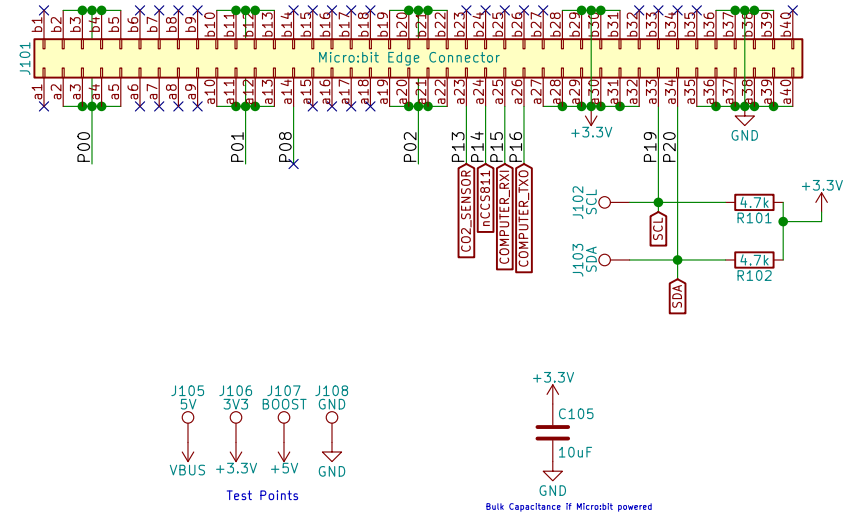 b1 b2 b3 b4 b5 b6 b7 b8 b9 b10 b11 b12 b13 b14 b15 b16 b17 b18 b19 b20 b21 b22 b23 b24 b25 b26 b27 b28 b29 b30 b31 b32 b33 b34 b35 b36 b37 b38 b39 b40
J101
Micro:bit Edge Connector
a1 a2 a3 a4 a5 a6 a7 a8 a9 a10 a11 a12 a13 a14 a15 a16 a17 a18 a19 a20 a21 a22 a23 a24 a25 a26 a27 a28 a29 a30 a31 a32 a33 a34 a35 a36 a37 a38 a39 a40
+3.3V
GND
P00 P01 P08 P02 P13 P14 P15 P16 P19 P20
CO2_SENSOR
nCCS811
COMPUTER_RXI
COMPUTER_TXO
J102
SCL
4.7k
R101
+3.3V
SCL
J103
SDA
4.7k
R102
SDA
J105 J106 J107 J108
5V 3V3 BOOST GND
VBUS +3.3V +5V GND
Test Points
+3.3V
C105
10uF
GND
Bulk Capacitance if Micro:bit powered